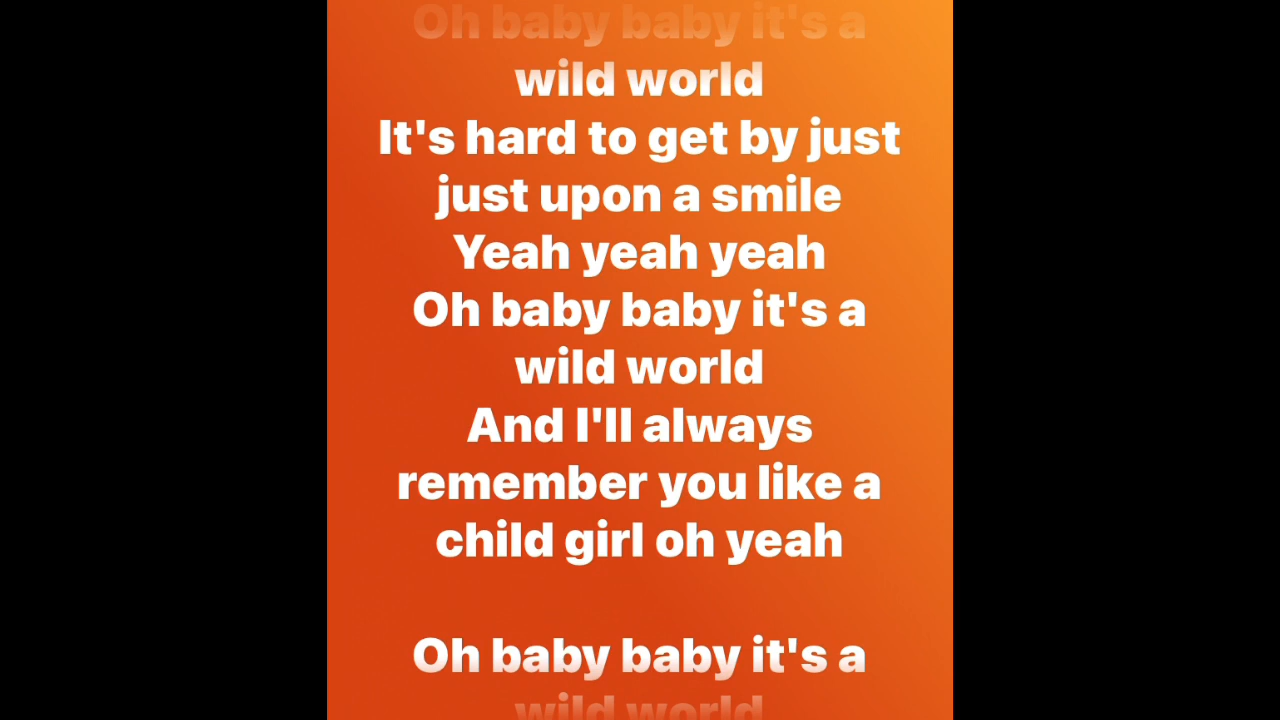 Oh baby baby it's a
wild world
It's hard to get by just
just upon a smile
Yeah yeah yeah
Oh baby baby it's a
wild world
And I'll always
remember you like a
child girl oh yeah
Oh baby baby it's a
wild world